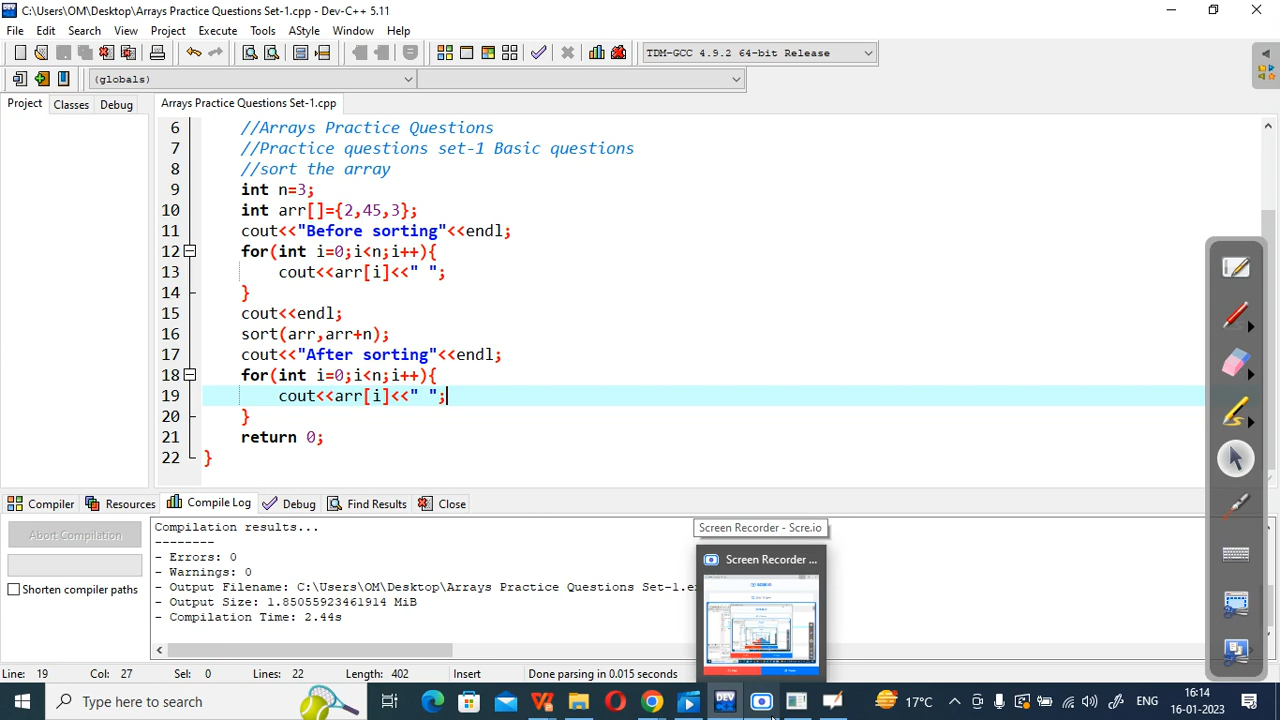 C:\Users\OM\Desktop\Arrays Practice Questions Set-1.cpp - Dev-C++ 5.11
File Edit Search View Project Execute Tools AStyle Window Help
TDM-GCC 4.9.2 64-bit Release
(globals)
Project Classes Debug
Arrays Practice Questions Set-1.cpp
6 //Arrays Practice Questions
7 //Practice questions set-1 Basic questions
8 //sort the array
9 int n=3;
10 int arr[]={2,45,3};
11 cout<<"Before sorting"<<endl;
12 for(int i=0;i<n;i++){
13 cout<<arr[i]<<" ";
14 }
15 cout<<endl;
16 sort(arr,arr+n);
17 cout<<"After sorting"<<endl;
18 for(int i=0;i<n;i++){
19 cout<<arr[i]<<" ";
20 }
21 return 0;
22 }
Compiler Resources Compile Log Debug Find Results Close
Abort Compilation
Shorten compiler paths
Compilation results...
--------
- Errors: 0
- Warnings: 0
- Output Filename: C:\Users\OM\Desktop\Arrays Practice Questions Set-1.ex
- Output Size: 1.85055923461914 MiB
- Compilation Time: 2.44s
Screen Recorder - Scre.io
Screen Recorder ...
Line: 19 Col: 27 Sel: 0 Lines: 22 Length: 402 Insert Done parsing in 0.015 seconds
Type here to search
DEV
17°C
ENG
16:14
16-01-2023